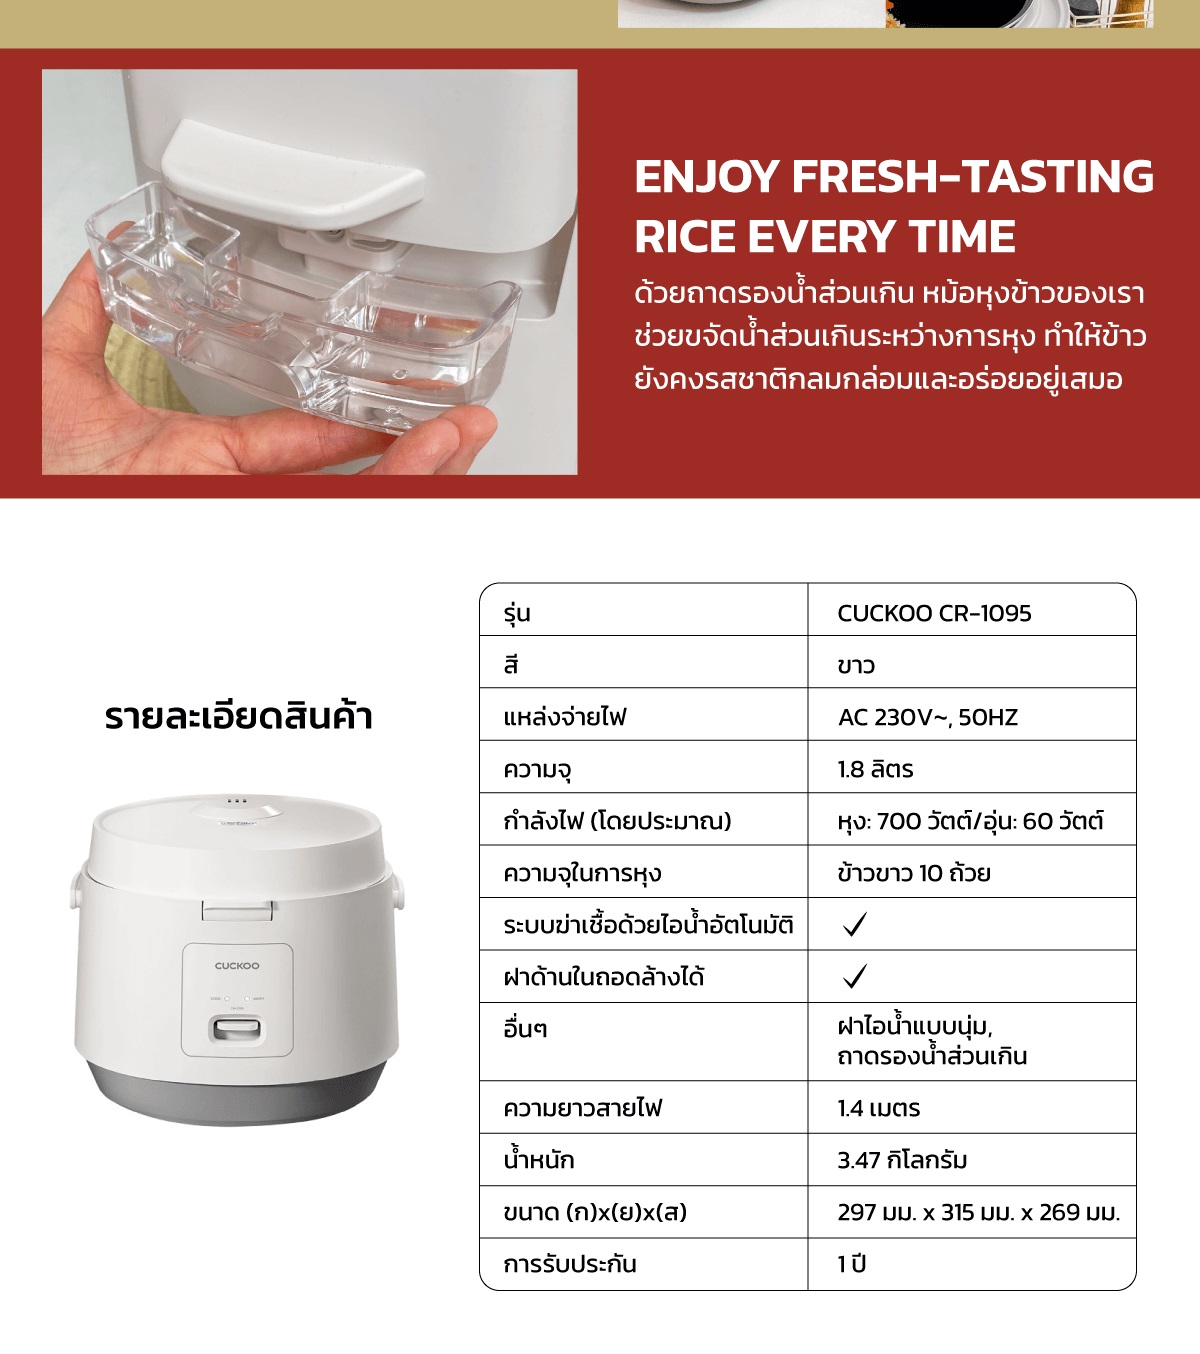 ENJOY FRESH-TASTING
RICE EVERY TIME
ด้วยถาดรองน้ำส่วนเกิน หม้อหุงข้าวของเรา
ช่วยขจัดน้ำส่วนเกินระหว่างการหุง ทำให้ข้าว
ยังคงรสชาติกลมกล่อมและอร่อยอยู่เสมอ
รายละเอียดสินค้า
CUCKOO
รุ่น CUCKOO CR-1095
สี ขาว
แหล่งจ่ายไฟ AC 230V~, 50HZ
ความจุ 1.8 ลิตร
กำลังไฟ (โดยประมาณ) หุง: 700 วัตต์/อุ่น: 60 วัตต์
ความจุในการหุง ข้าวขาว 10 ถ้วย
ระบบฆ่าเชื้อด้วยไอน้ำอัตโนมัติ ✓
ฝาด้านในถอดล้างได้ ✓
อื่นๆ ฝาไอน้ำแบบนุ่ม,
ถาดรองน้ำส่วนเกิน
ความยาวสายไฟ 1.4 เมตร
น้ำหนัก 3.47 กิโลกรัม
ขนาด (ก)x(ย)x(ส) 297 มม. x 315 มม. x 269 มม.
การรับประกัน 1 ปี